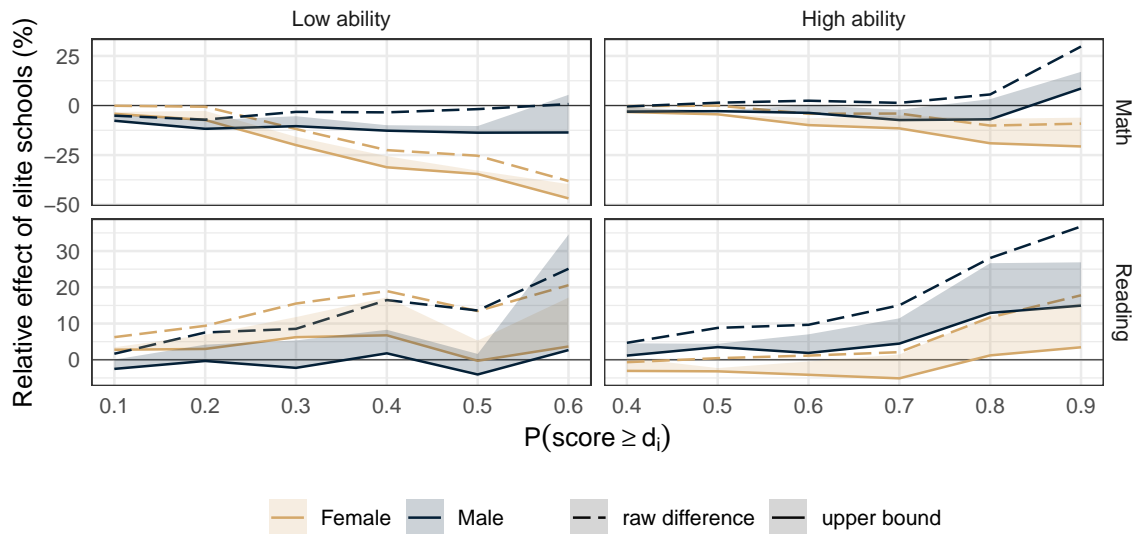 Low ability
High ability
Relative effect of elite schools (%)
25
0
−25
−50
Math
30
20
10
0
Reading
0.1 0.2 0.3 0.4 0.5 0.6
0.4 0.5 0.6 0.7 0.8 0.9
P(score ≥ dᵢ)
Female Male raw difference upper bound